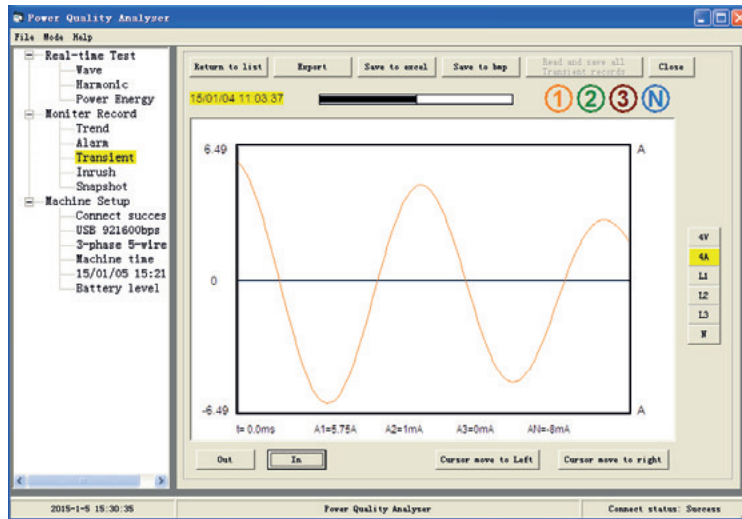 Power Quality Analyser
File Mode Help
Real-time Test
Wave
Harmonic
Power Energy
Moniter Record
Trend
Alarm
Transient
Inrush
Snapshot
Machine Setup
Connect succes
USB 921600bps
3-phase 5-wire
Machine time
15/01/05 15:21
Battery level
Return to list Export Save to excel Save to bmp Read and save all Transient records Close
15/01/04 11:03:37
1 2 3 N
6.49 A
0
-6.49 A
t= 0.0ms A1=5.75A A2=1mA A3=0mA AN=-8mA
4V
4A
L1
L2
L3
N
Out In Cursor move to Left Cursor move to right
2015-1-5 15:30:35 Power Quality Analyser Connect status: Success